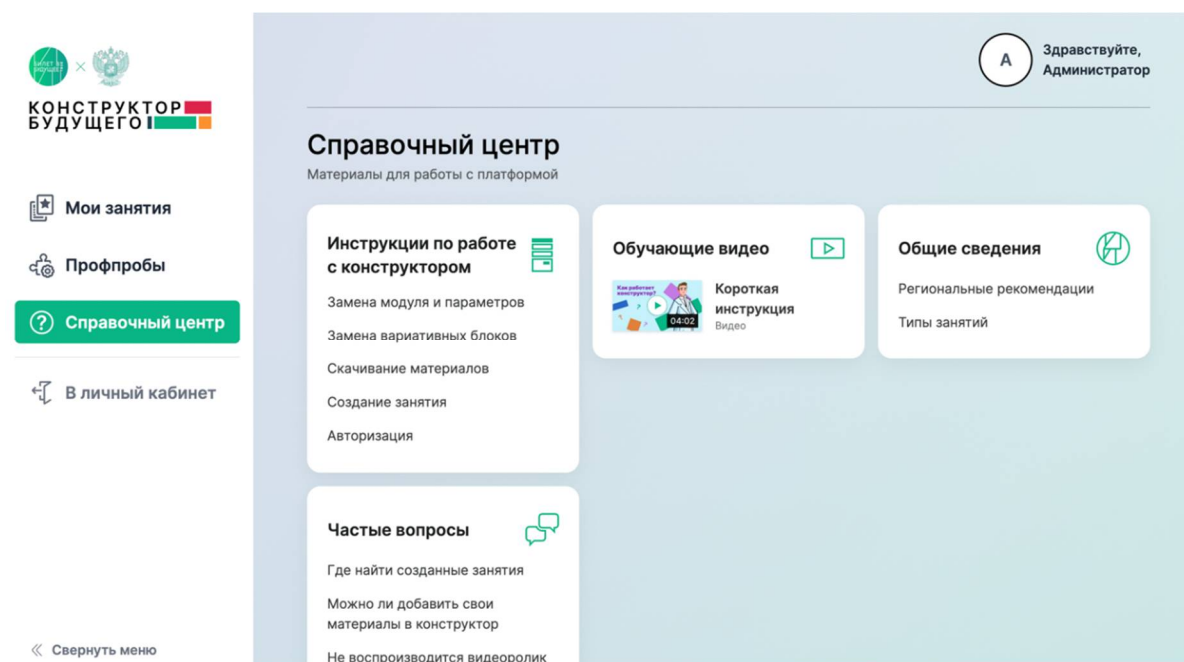 БИЛЕТ В
БУДУЩЕЕ
×
КОНСТРУКТОР
БУДУЩЕГО
Мои занятия
Профпробы
Справочный центр
В личный кабинет
Свернуть меню
А
Здравствуйте,
Администратор
Справочный центр
Материалы для работы с платформой
Инструкции по работе
с конструктором
Замена модуля и параметров
Замена вариативных блоков
Скачивание материалов
Создание занятия
Авторизация
Обучающие видео
Как работает
конструктор?
04:02
Короткая
инструкция
Видео
Общие сведения
Региональные рекомендации
Типы занятий
Частые вопросы
Где найти созданные занятия
Можно ли добавить свои
материалы в конструктор
Не воспроизводится видеоролик